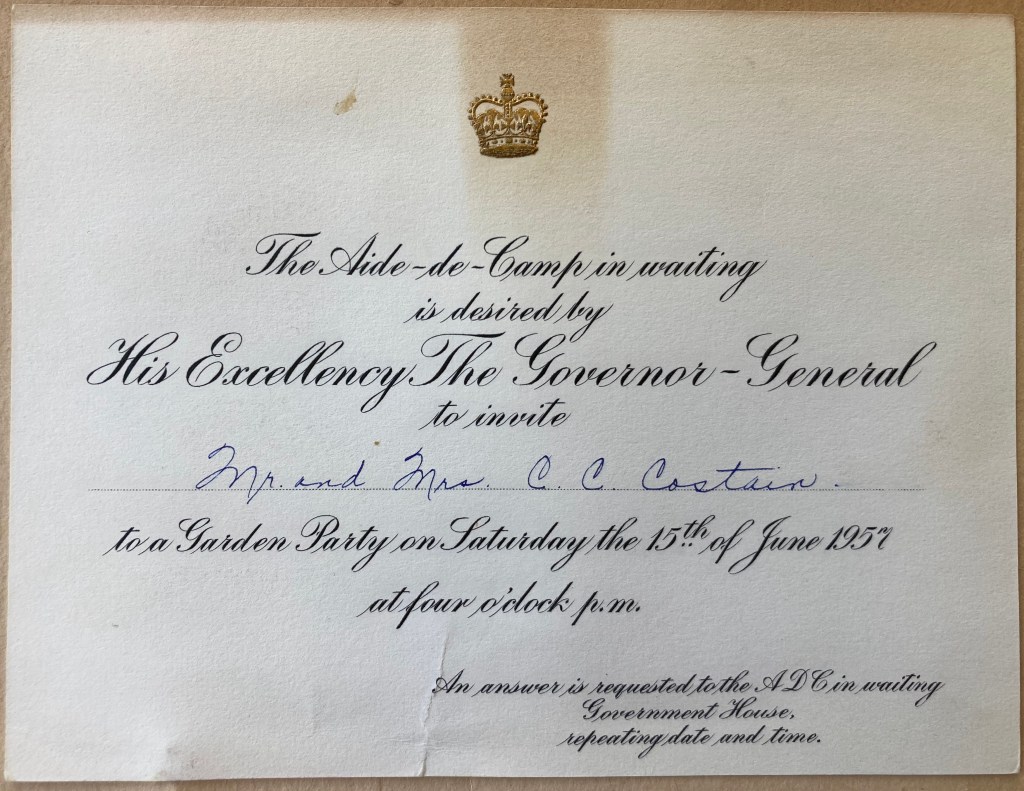 The Aide-de-Camp in waiting
is desired by
His Excellency The Governor-General
to invite
Mr. and Mrs. C. C. Costain.
to a Garden Party on Saturday the 15th of June 1957
at four o'clock p.m.
An answer is requested to the ADC in waiting
Government House,
repeating date and time.